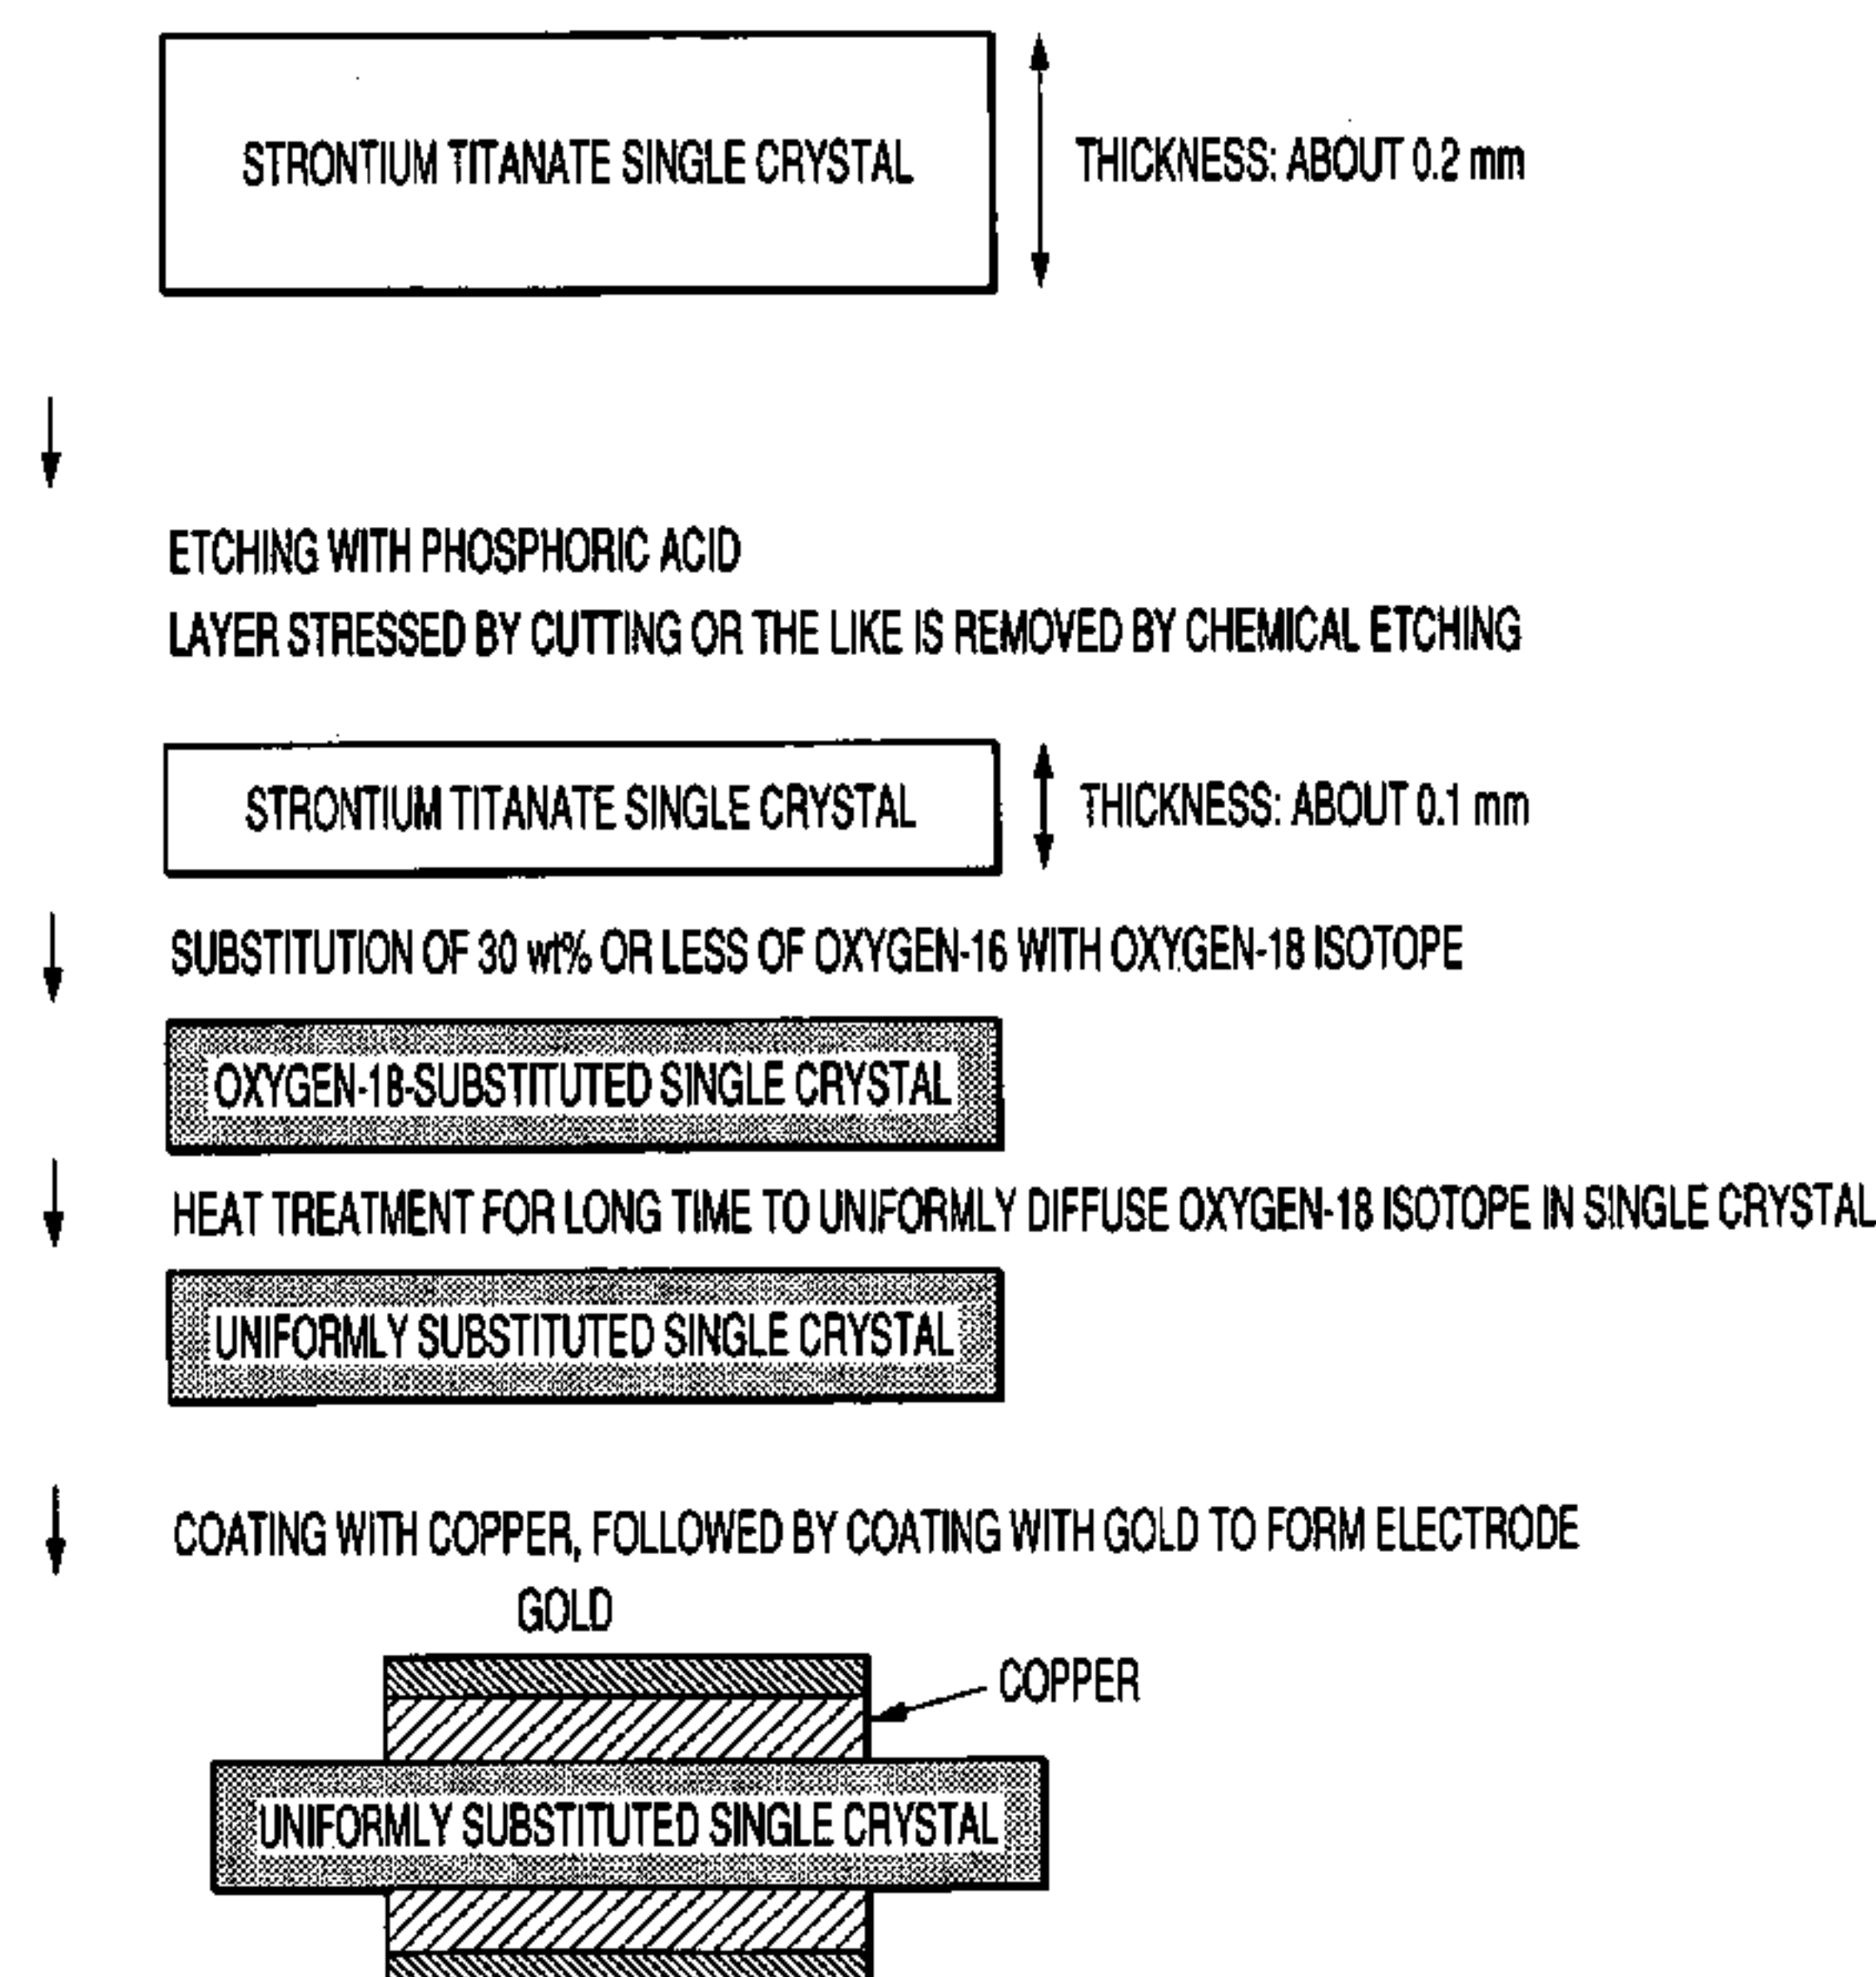 STRONTIUM TITANATE SINGLE CRYSTAL
THICKNESS: ABOUT 0.2 mm
ETCHING WITH PHOSPHORIC ACID
LAYER STRESSED BY CUTTING OR THE LIKE IS REMOVED BY CHEMICAL ETCHING
STRONTIUM TITANATE SINGLE CRYSTAL
THICKNESS: ABOUT 0.1 mm
SUBSTITUTION OF 30 wt% OR LESS OF OXYGEN-16 WITH OXYGEN-18 ISOTOPE
OXYGEN-18-SUBSTITUTED SINGLE CRYSTAL
HEAT TREATMENT FOR LONG TIME TO UNIFORMLY DIFFUSE OXYGEN-18 ISOTOPE IN SINGLE CRYSTAL
UNIFORMLY SUBSTITUTED SINGLE CRYSTAL
COATING WITH COPPER, FOLLOWED BY COATING WITH GOLD TO FORM ELECTRODE
GOLD
COPPER
UNIFORMLY SUBSTITUTED SINGLE CRYSTAL